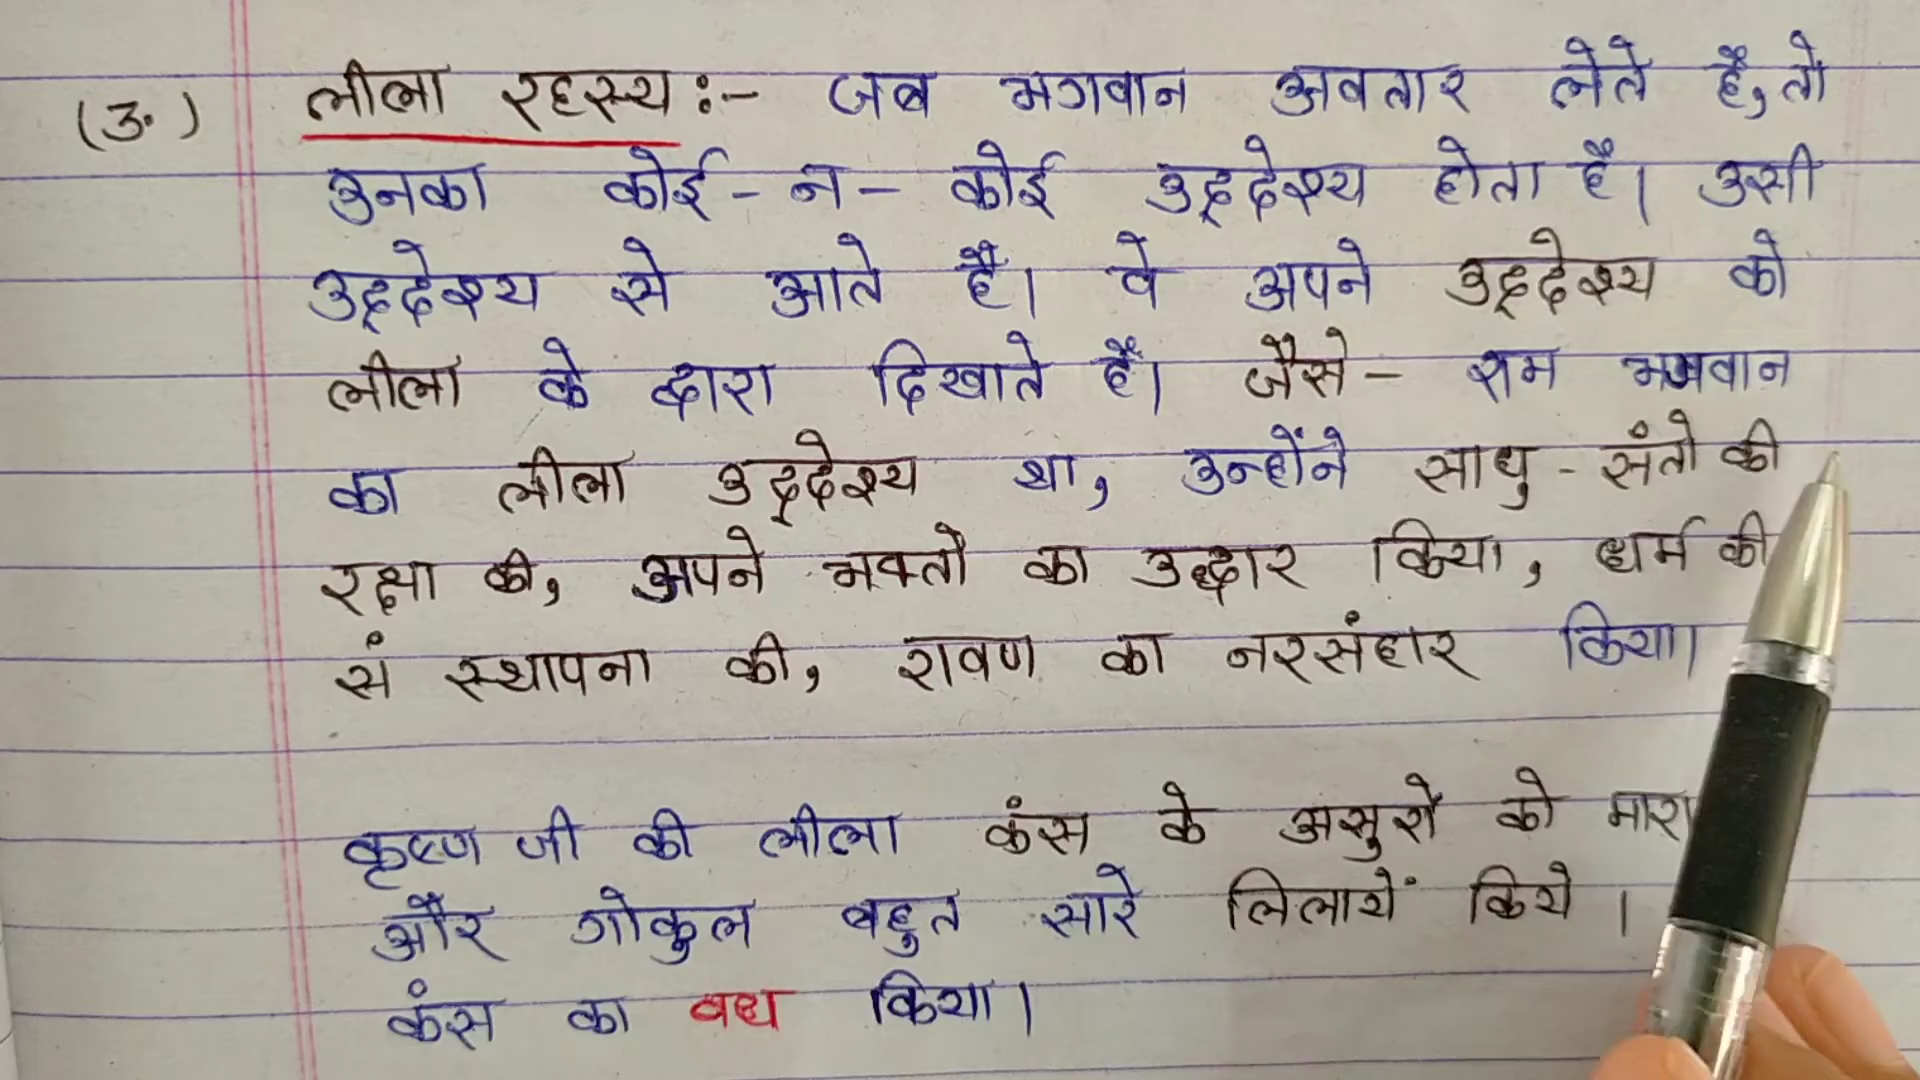 (उ.) लीला रहस्य :- जब भगवान अवतार लेते है, तो
उनका कोई - न - कोई उद्देश्य होता है। उसी
उद्देश्य से आते हैं। वे अपने उद्देश्य को
लीला के द्वारा दिखाते हैं। जैसे - राम भगवान
का लीला उद्देश्य था, उन्होंने साधु - संतो की
रक्षा की, अपने भक्तों का उद्धार किया, धर्म की
सं स्थापना की, रावण का नरसंहार किया।
कृष्ण जी की लीला कंस के असुरों को मारा
और गोकुल बहुत सारे लिलायें किये ।
कंस का वध किया।